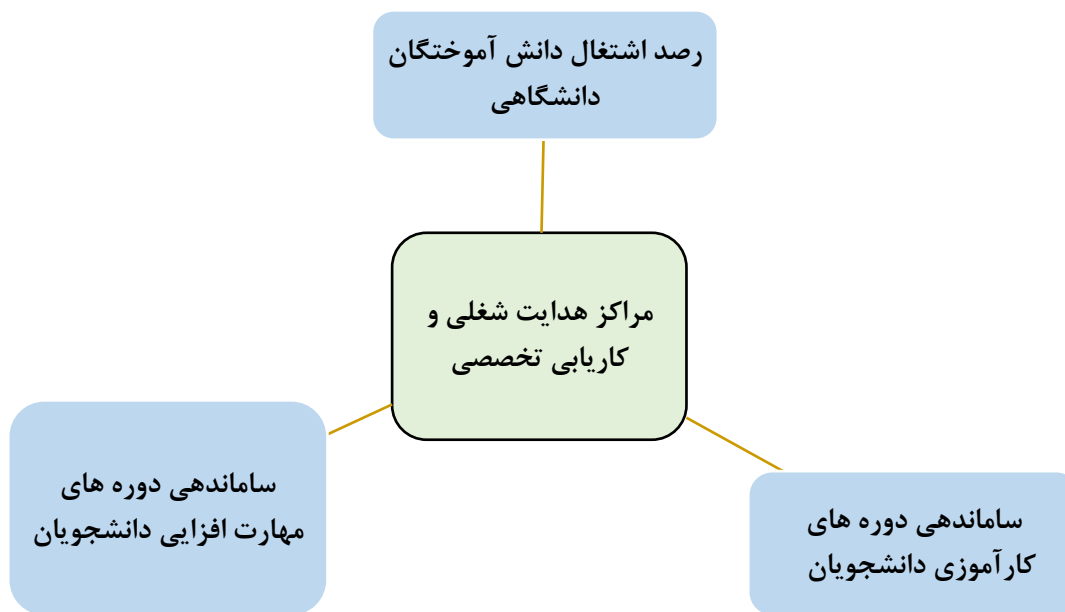 رصد اشتغال دانش آموختگان
دانشگاهی
مراکز هدایت شغلی و
کاریابی تخصصی
ساماندهی دوره های
کارآموزی دانشجویان
ساماندهی دوره های
مهارت افزایی دانشجویان